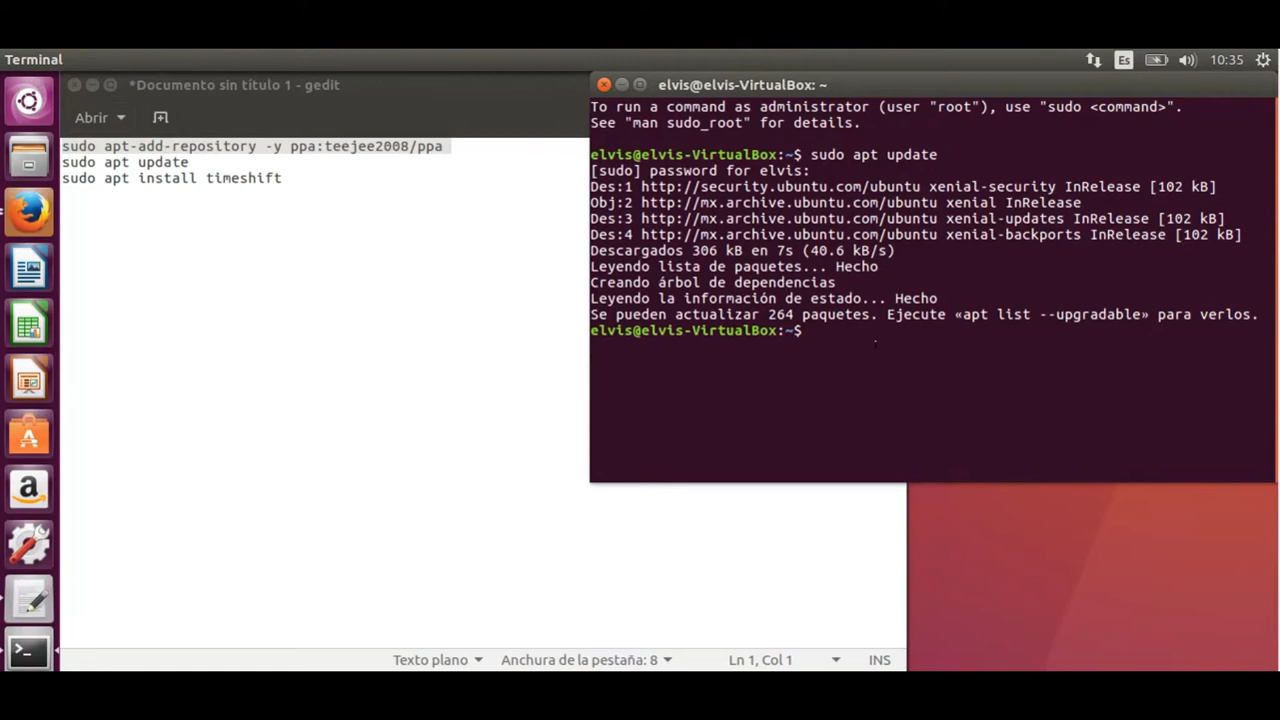 Terminal
Es
10:35
*Documento sin título 1 - gedit
Abrir
sudo apt-add-repository -y ppa:teejee2008/ppa
sudo apt update
sudo apt install timeshift
Texto plano
Anchura de la pestaña: 8
Ln 1, Col 1
INS
elvis@elvis-VirtualBox: ~
To run a command as administrator (user "root"), use "sudo <command>".
See "man sudo_root" for details.
elvis@elvis-VirtualBox:~$ sudo apt update
[sudo] password for elvis:
Des:1 http://security.ubuntu.com/ubuntu xenial-security InRelease [102 kB]
Obj:2 http://mx.archive.ubuntu.com/ubuntu xenial InRelease
Des:3 http://mx.archive.ubuntu.com/ubuntu xenial-updates InRelease [102 kB]
Des:4 http://mx.archive.ubuntu.com/ubuntu xenial-backports InRelease [102 kB]
Descargados 306 kB en 7s (40.6 kB/s)
Leyendo lista de paquetes... Hecho
Creando árbol de dependencias
Leyendo la información de estado... Hecho
Se pueden actualizar 264 paquetes. Ejecute «apt list --upgradable» para verlos.
elvis@elvis-VirtualBox:~$